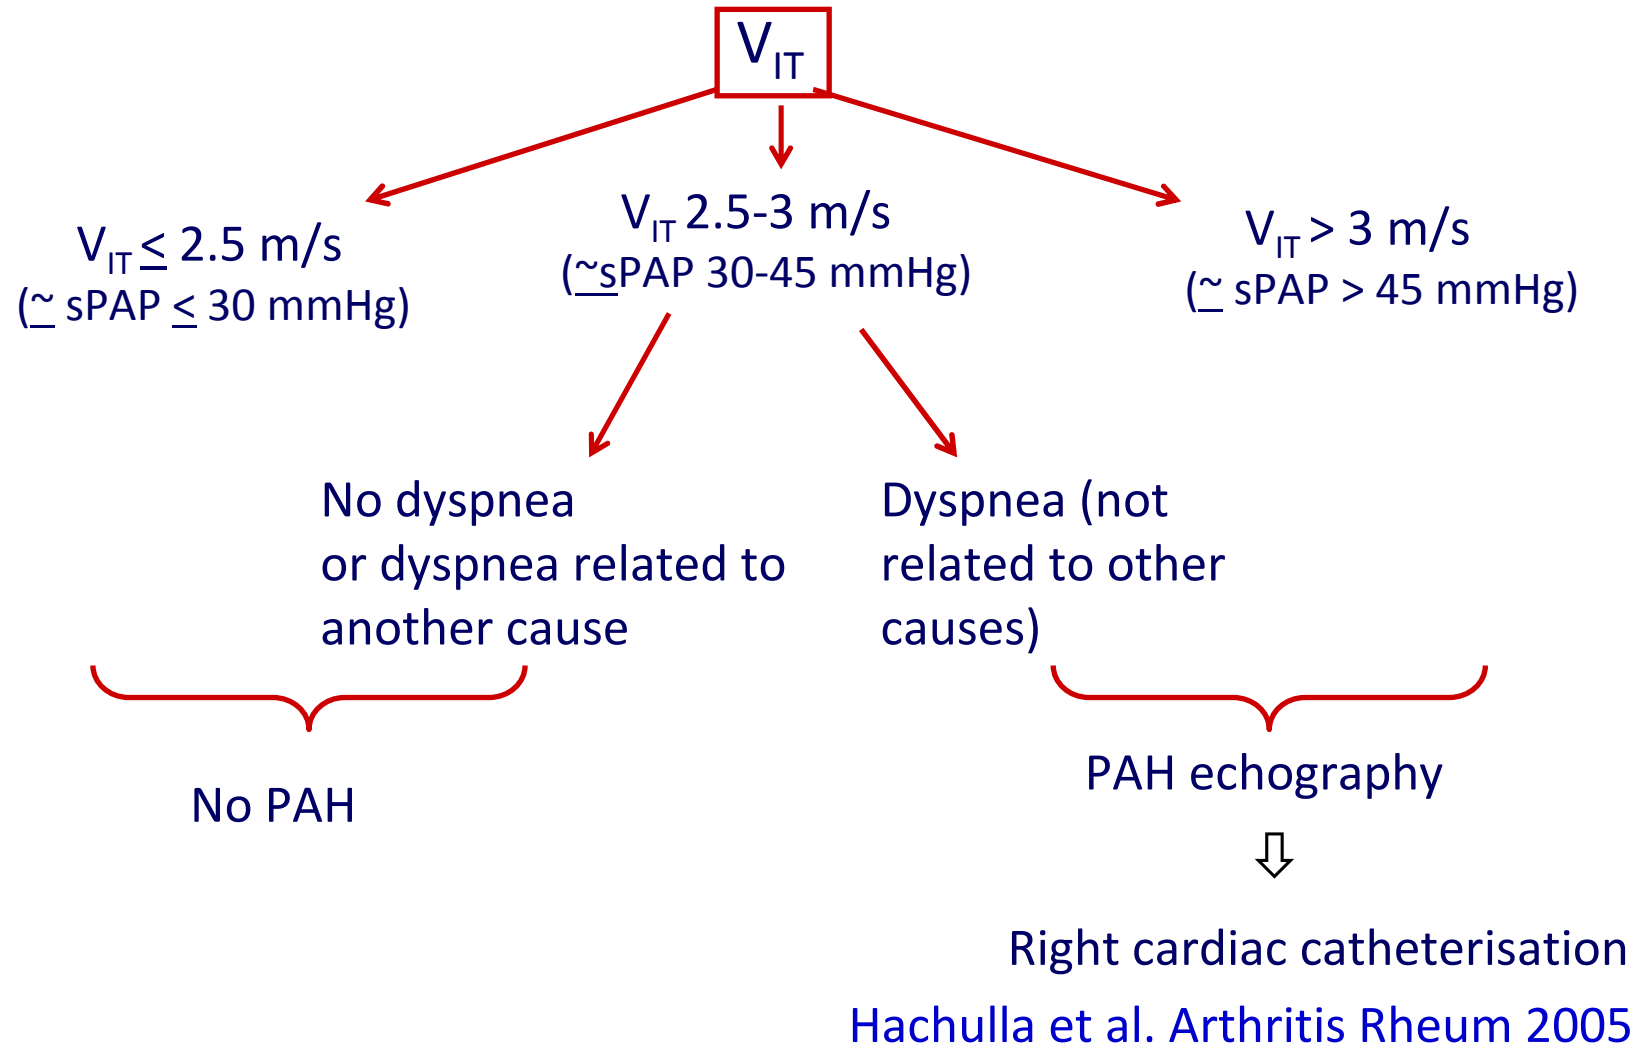 VIT
VIT ≤ 2.5 m/s
(~ sPAP ≤ 30 mmHg)
VIT 2.5-3 m/s
(~sPAP 30-45 mmHg)
VIT > 3 m/s
(~ sPAP > 45 mmHg)
No dyspnea
or dyspnea related to
another cause
Dyspnea (not
related to other
causes)
No PAH
PAH echography
Right cardiac catheterisation
Hachulla et al. Arthritis Rheum 2005